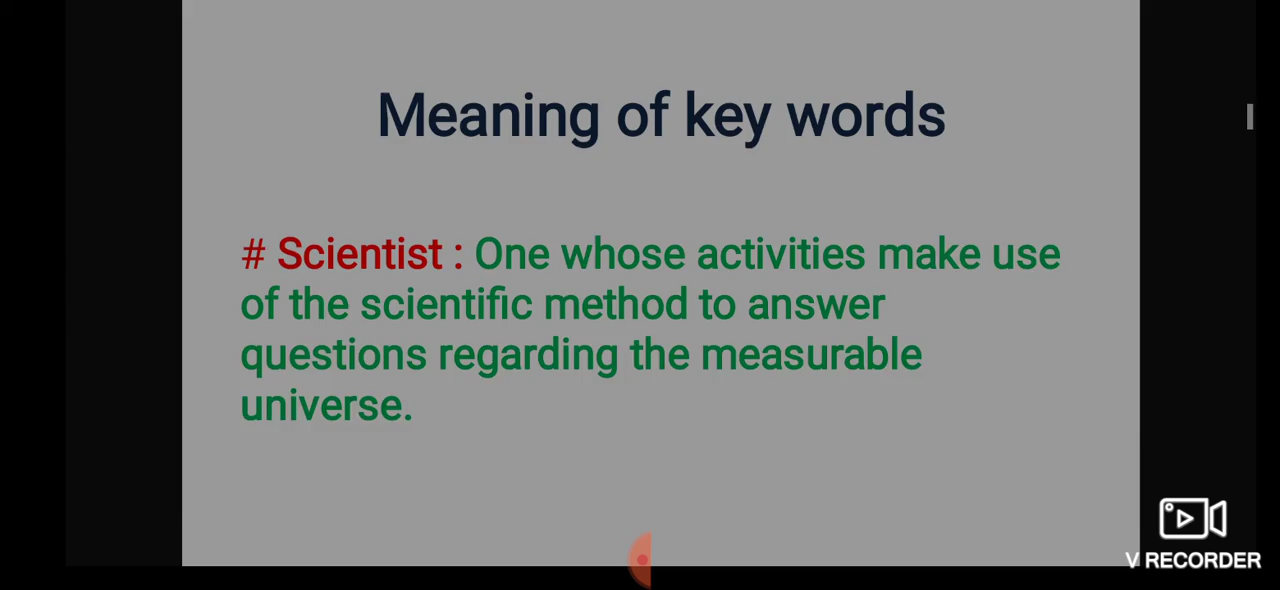 Meaning of key words
# Scientist : One whose activities make use
of the scientific method to answer
questions regarding the measurable
universe.
V RECORDER